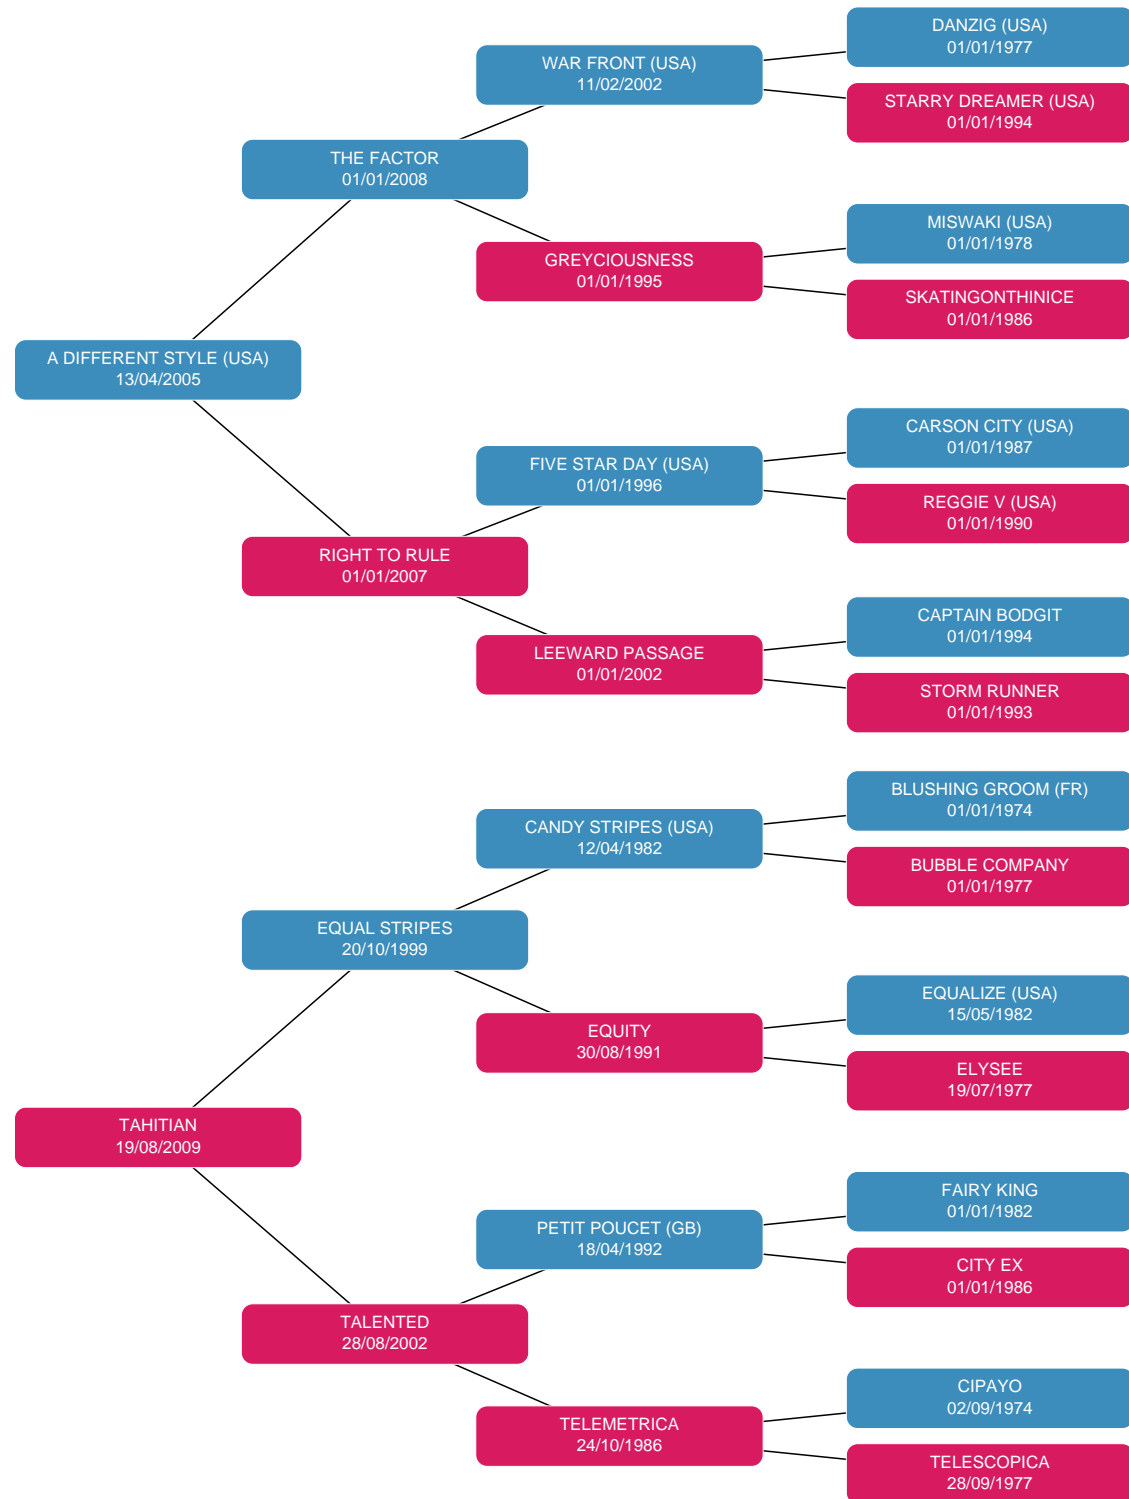 DANZIG (USA)
01/01/1977
WAR FRONT (USA)
11/02/2002
STARRY DREAMER (USA)
01/01/1994
THE FACTOR
01/01/2008
MISWAKI (USA)
01/01/1978
GREYCIOUSNESS
01/01/1995
SKATINGONTHINICE
01/01/1986
A DIFFERENT STYLE (USA)
13/04/2005
CARSON CITY (USA)
01/01/1987
FIVE STAR DAY (USA)
01/01/1996
REGGIE V (USA)
01/01/1990
RIGHT TO RULE
01/01/2007
CAPTAIN BODGIT
01/01/1994
LEEWARD PASSAGE
01/01/2002
STORM RUNNER
01/01/1993
BLUSHING GROOM (FR)
01/01/1974
CANDY STRIPES (USA)
12/04/1982
BUBBLE COMPANY
01/01/1977
EQUAL STRIPES
20/10/1999
EQUALIZE (USA)
15/05/1982
EQUITY
30/08/1991
ELYSEE
19/07/1977
TAHITIAN
19/08/2009
FAIRY KING
01/01/1982
PETIT POUCET (GB)
18/04/1992
CITY EX
01/01/1986
TALENTED
28/08/2002
CIPAYO
02/09/1974
TELEMETRICA
24/10/1986
TELESCOPICA
28/09/1977